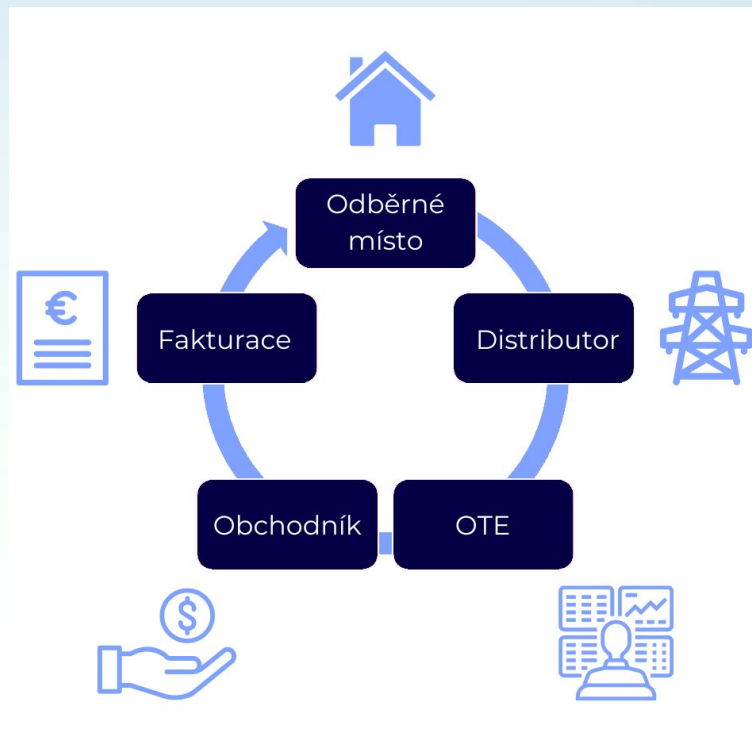 Odběrné
místo
€
Fakturace
Distributor
Obchodník
OTE
$